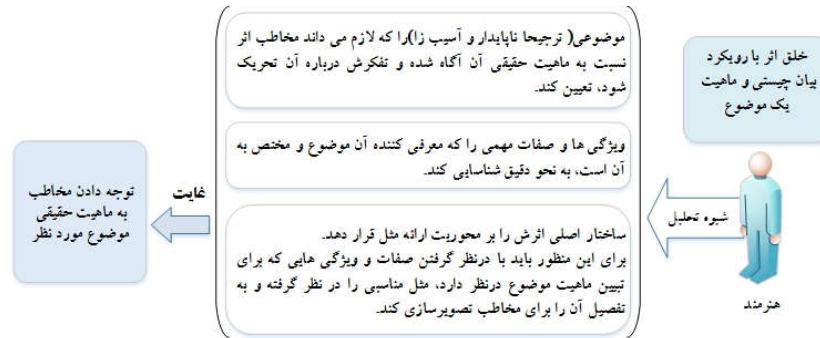 خلق اثر با رویکرد
بیان چیستی و ماهیت
یک موضوع
شیوه تحلیل
هنرمند
موضوعی( ترجیحا ناپایدار و آسیب زا)را که لازم می داند مخاطب اثر
نسبت به ماهیت حقیقی آن آگاه شده و تفکرش درباره آن تحریک
شود، تعیین کند.
ویژگی ها و صفات مهمی را که معرفی کننده آن موضوع و مختص به
آن است، به نحو دقیق شناسایی کند.
ساختار اصلی اثرش را بر محوریت ارائه مثل قرار دهد.
برای این منظور باید با درنظر گرفتن صفات و ویژگی هایی که برای
تبیین ماهیت موضوع درنظر دارد، مثل مناسبی را در نظر گرفته و به
تفصیل آن را برای مخاطب تصویرسازی کند.
غایت
توجه دادن مخاطب
به ماهیت حقیقی
موضوع مورد نظر